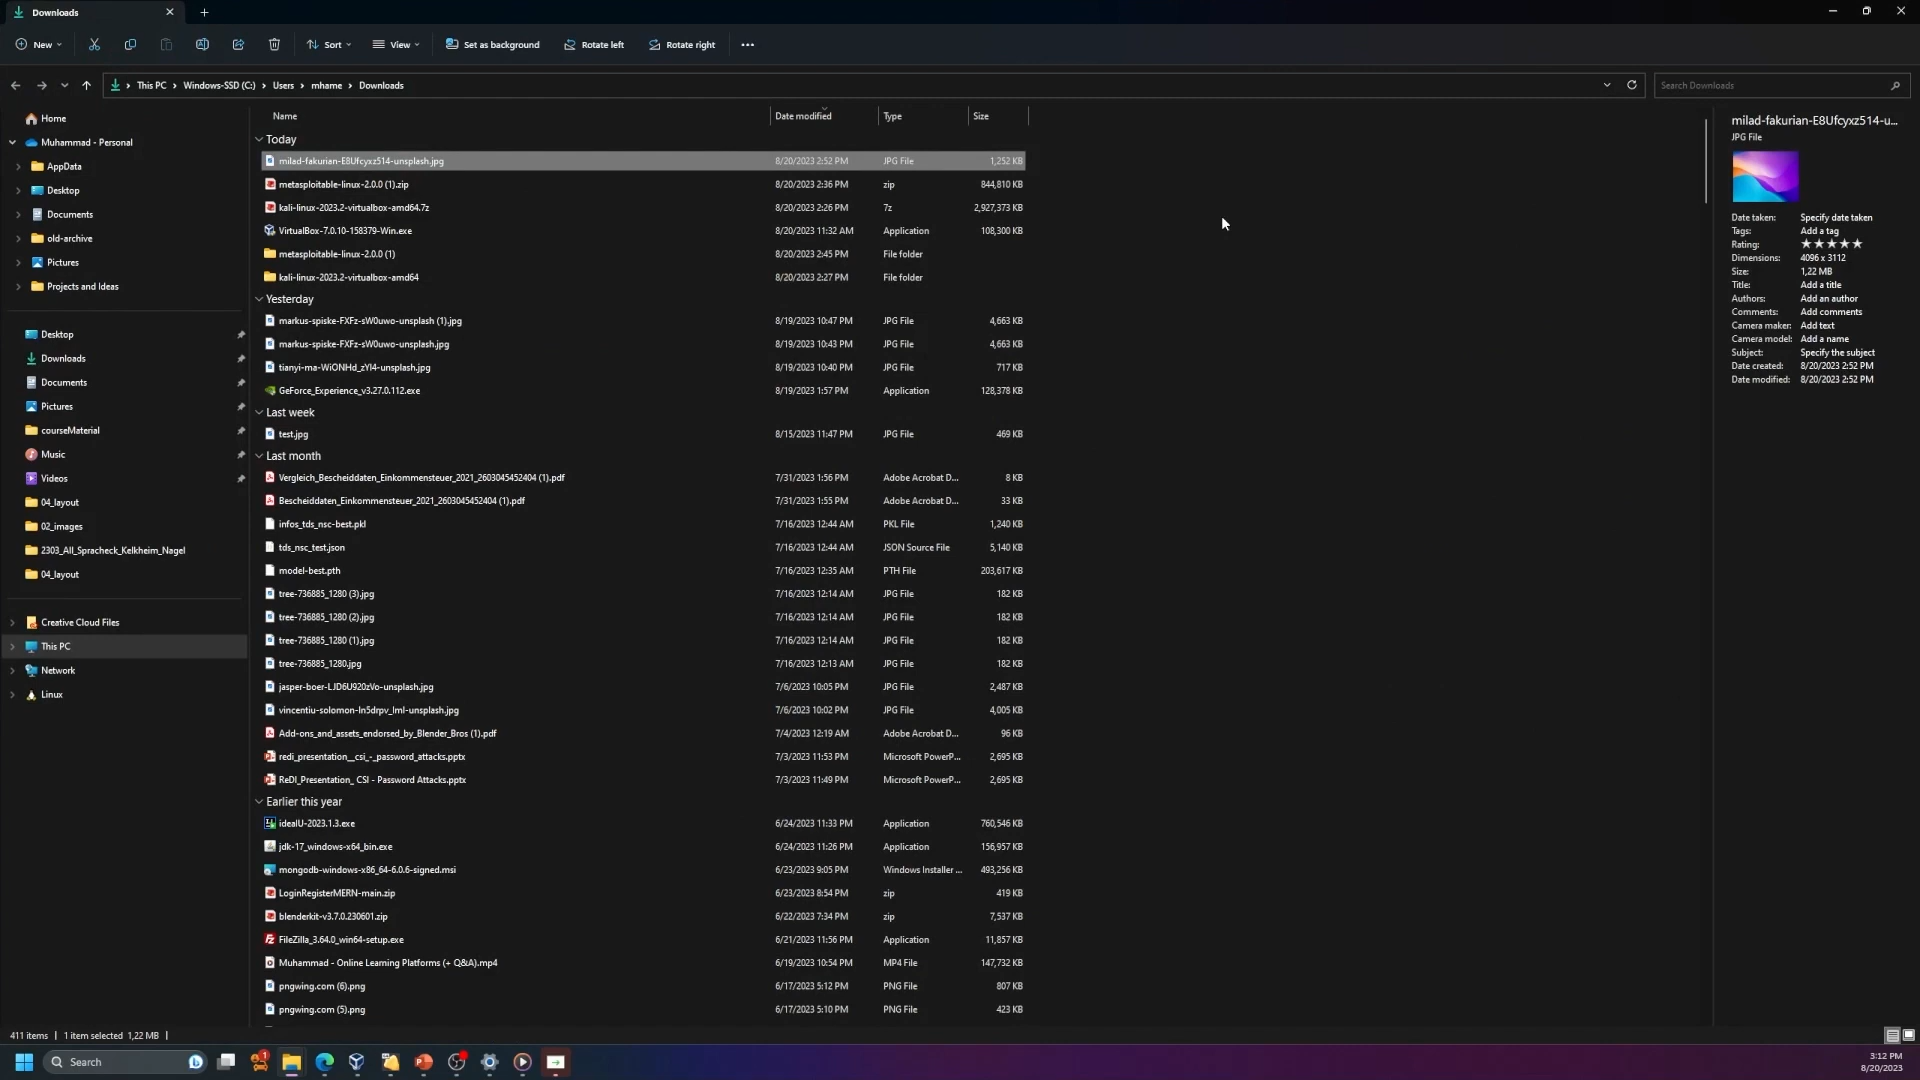 Downloads
New
Sort
View
Set as background
Rotate left
Rotate right
This PC > Windows-SSD (C:) > Users > mhame > Downloads
Search Downloads
Home
Muhammad - Personal
AppData
Desktop
Documents
old-archive
Pictures
Projects and Ideas
Desktop
Downloads
Documents
Pictures
courseMaterial
Music
Videos
04_layout
02_images
2303_All_Spracheck_Kelkheim_Nagel
04_layout
Creative Cloud Files
This PC
Network
Linux
Name Date modified Type Size
Today
milad-fakurian-E8Ufcyxz514-unsplash.jpg 8/20/2023 2:52 PM JPG File 1,252 KB
metasploitable-linux-2.0.0 (1).zip 8/20/2023 2:36 PM zip 844,810 KB
kali-linux-2023.2-virtualbox-amd64.7z 8/20/2023 2:26 PM 7z 2,927,373 KB
VirtualBox-7.0.10-158379-Win.exe 8/20/2023 11:32 AM Application 108,300 KB
metasploitable-linux-2.0.0 (1) 8/20/2023 2:45 PM File folder
kali-linux-2023.2-virtualbox-amd64 8/20/2023 2:27 PM File folder
Yesterday
markus-spiske-FXFz-sW0uwo-unsplash (1).jpg 8/19/2023 10:47 PM JPG File 4,663 KB
markus-spiske-FXFz-sW0uwo-unsplash.jpg 8/19/2023 10:43 PM JPG File 4,663 KB
tianyi-ma-WiONHd_zYI4-unsplash.jpg 8/19/2023 10:40 PM JPG File 717 KB
GeForce_Experience_v3.27.0.112.exe 8/19/2023 1:57 PM Application 128,378 KB
Last week
test.jpg 8/15/2023 11:47 PM JPG File 469 KB
Last month
Vergleich_Bescheiddaten_Einkommensteuer_2021_2603045452404 (1).pdf 7/31/2023 1:56 PM Adobe Acrobat D... 8 KB
Bescheiddaten_Einkommensteuer_2021_2603045452404 (1).pdf 7/31/2023 1:55 PM Adobe Acrobat D... 33 KB
infos_tds_nsc-best.pkl 7/16/2023 12:44 AM PKL File 1,240 KB
tds_nsc_test.json 7/16/2023 12:44 AM JSON Source File 5,140 KB
model-best.pth 7/16/2023 12:35 AM PTH File 203,617 KB
tree-736885_1280 (3).jpg 7/16/2023 12:14 AM JPG File 182 KB
tree-736885_1280 (2).jpg 7/16/2023 12:14 AM JPG File 182 KB
tree-736885_1280 (1).jpg 7/16/2023 12:14 AM JPG File 182 KB
tree-736885_1280.jpg 7/16/2023 12:13 AM JPG File 182 KB
jasper-boer-LJD6U920zVo-unsplash.jpg 7/6/2023 10:05 PM JPG File 2,487 KB
vincentiu-solomon-ln5drpv_ImI-unsplash.jpg 7/6/2023 10:02 PM JPG File 4,005 KB
Add-ons_and_assets_endorsed_by_Blender_Bros (1).pdf 7/4/2023 12:19 AM Adobe Acrobat D... 96 KB
redi_presentation__csi_-_password_attacks.pptx 7/3/2023 11:53 PM Microsoft PowerP... 2,695 KB
ReDI_Presentation_ CSI - Password Attacks.pptx 7/3/2023 11:49 PM Microsoft PowerP... 2,695 KB
Earlier this year
ideaIU-2023.1.3.exe 6/24/2023 11:33 PM Application 760,546 KB
jdk-17_windows-x64_bin.exe 6/24/2023 11:26 PM Application 156,957 KB
mongodb-windows-x86_64-6.0.6-signed.msi 6/23/2023 9:05 PM Windows Installer ... 493,256 KB
LoginRegisterMERN-main.zip 6/23/2023 8:54 PM zip 419 KB
blenderkit-v3.7.0.230601.zip 6/22/2023 7:34 PM zip 7,537 KB
FileZilla_3.64.0_win64-setup.exe 6/21/2023 11:56 PM Application 11,857 KB
Muhammad - Online Learning Platforms (+ Q&A).mp4 6/19/2023 10:54 PM MP4 File 147,732 KB
pngwing.com (6).png 6/17/2023 5:12 PM PNG File 807 KB
pngwing.com (5).png 6/17/2023 5:10 PM PNG File 423 KB
milad-fakurian-E8Ufcyxz514-u...
JPG File
Date taken: Specify date taken
Tags: Add a tag
Rating: ★★★★★
Dimensions: 4096 x 3112
Size: 1,22 MB
Title: Add a title
Authors: Add an author
Comments: Add comments
Camera maker: Add text
Camera model: Add a name
Subject: Specify the subject
Date created: 8/20/2023 2:52 PM
Date modified: 8/20/2023 2:52 PM
411 items | 1 item selected 1,22 MB |
Search
1
3:12 PM
8/20/2023